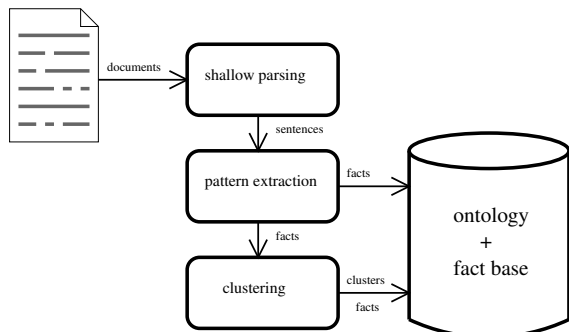 documents
shallow parsing
sentences
pattern extraction
facts
facts
clustering
clusters
facts
ontology
+
fact base